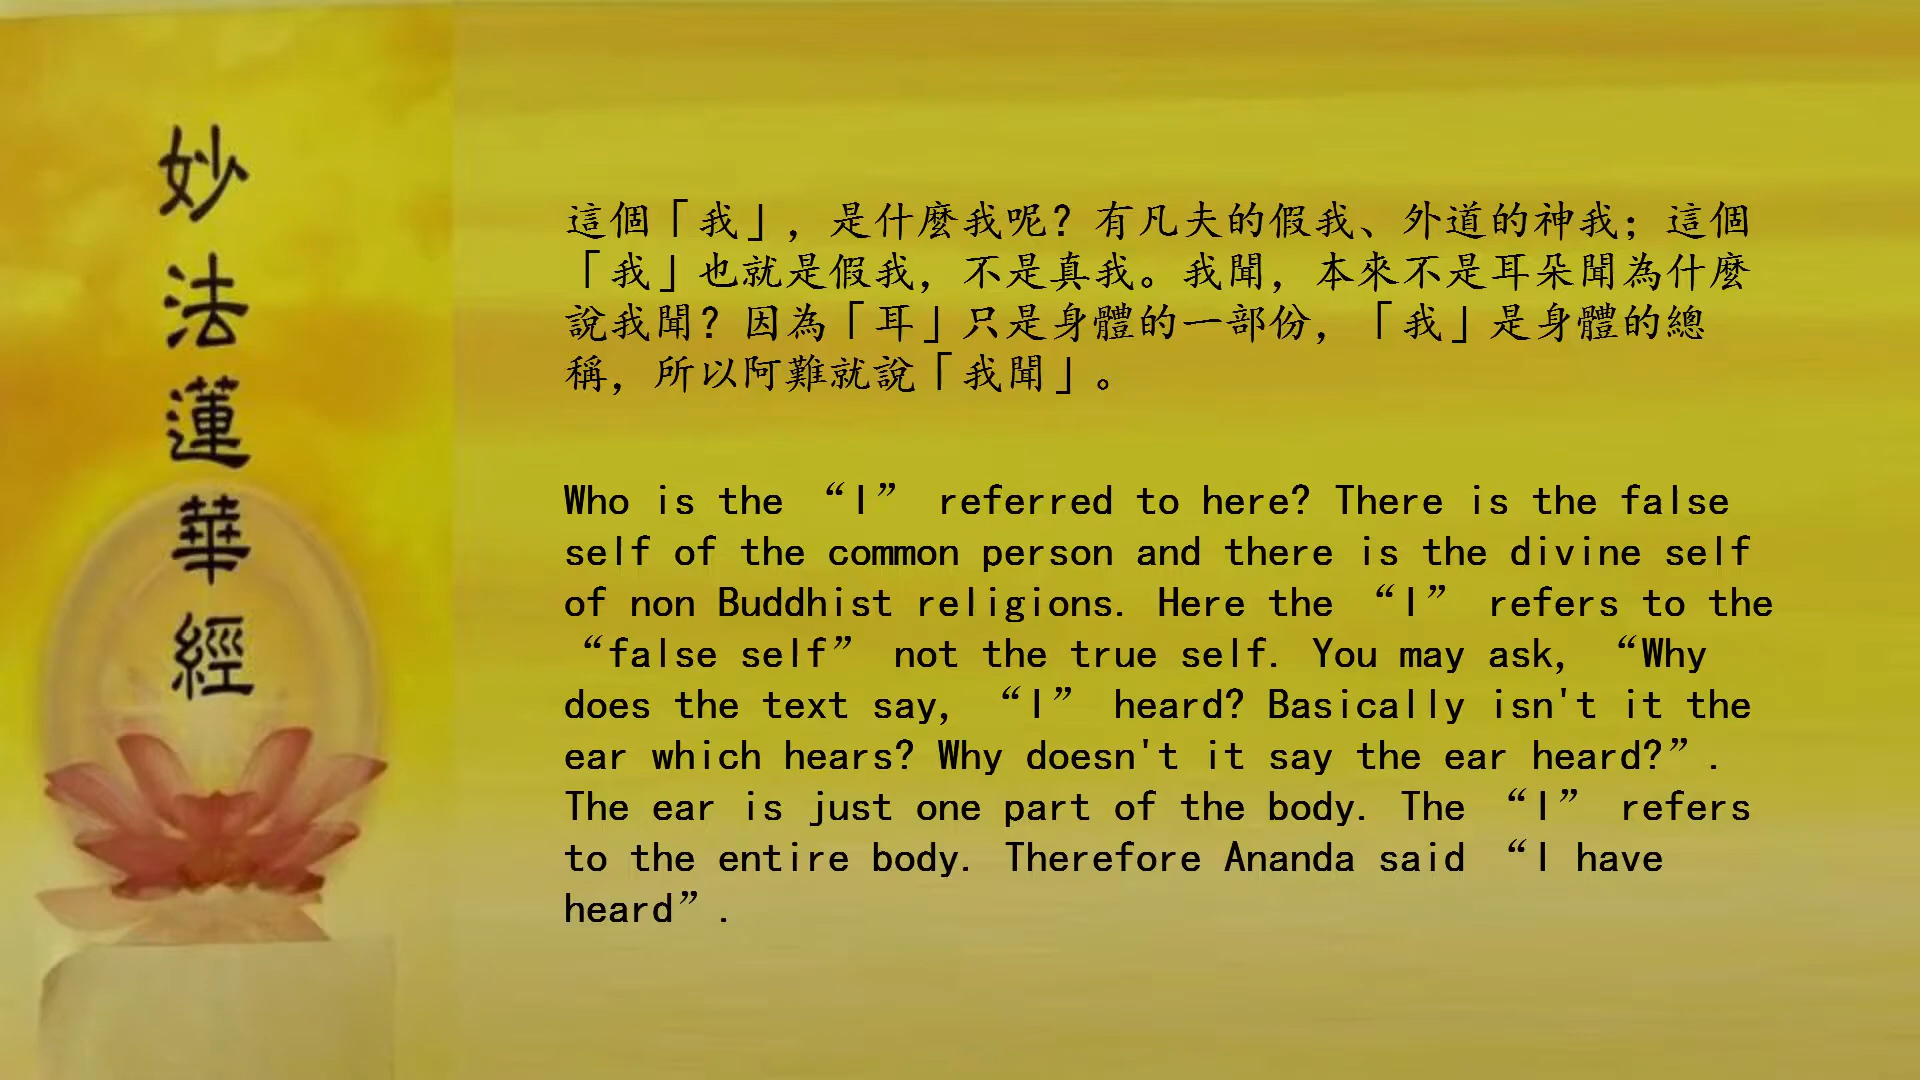 妙法蓮華經
這個「我」，是什麼我呢？有凡夫的假我、外道的神我；這個
「我」也就是假我，不是真我。我聞，本來不是耳朵聞為什麼
說我聞？因為「耳」只是身體的一部份，「我」是身體的總
稱，所以阿難就說「我聞」。
Who is the “I” referred to here? There is the false
self of the common person and there is the divine self
of non Buddhist religions. Here the “I” refers to the
“false self” not the true self. You may ask, “Why
does the text say, “I” heard? Basically isn't it the
ear which hears? Why doesn't it say the ear heard?”.
The ear is just one part of the body. The “I” refers
to the entire body. Therefore Ananda said “I have
heard”.